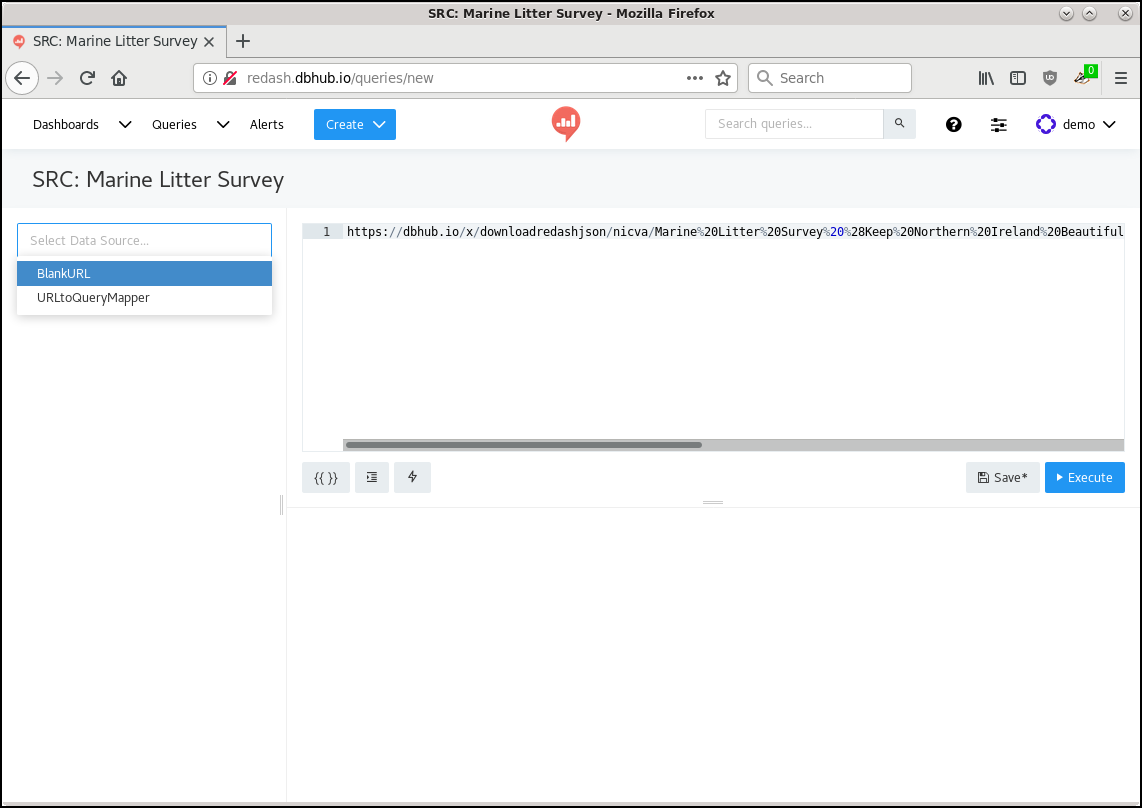 SRC: Marine Litter Survey - Mozilla Firefox
SRC: Marine Litter Survey
redash.dbhub.io/queries/new
Search
0
Dashboards Queries Alerts Create Search queries... demo
SRC: Marine Litter Survey
Select Data Source...
BlankURL
URLtoQueryMapper
1 https://dbhub.io/x/downloadredashjson/nicva/Marine%20Litter%20Survey%20%28Keep%20Northern%20Ireland%20Beautiful
{{ }} Save* Execute